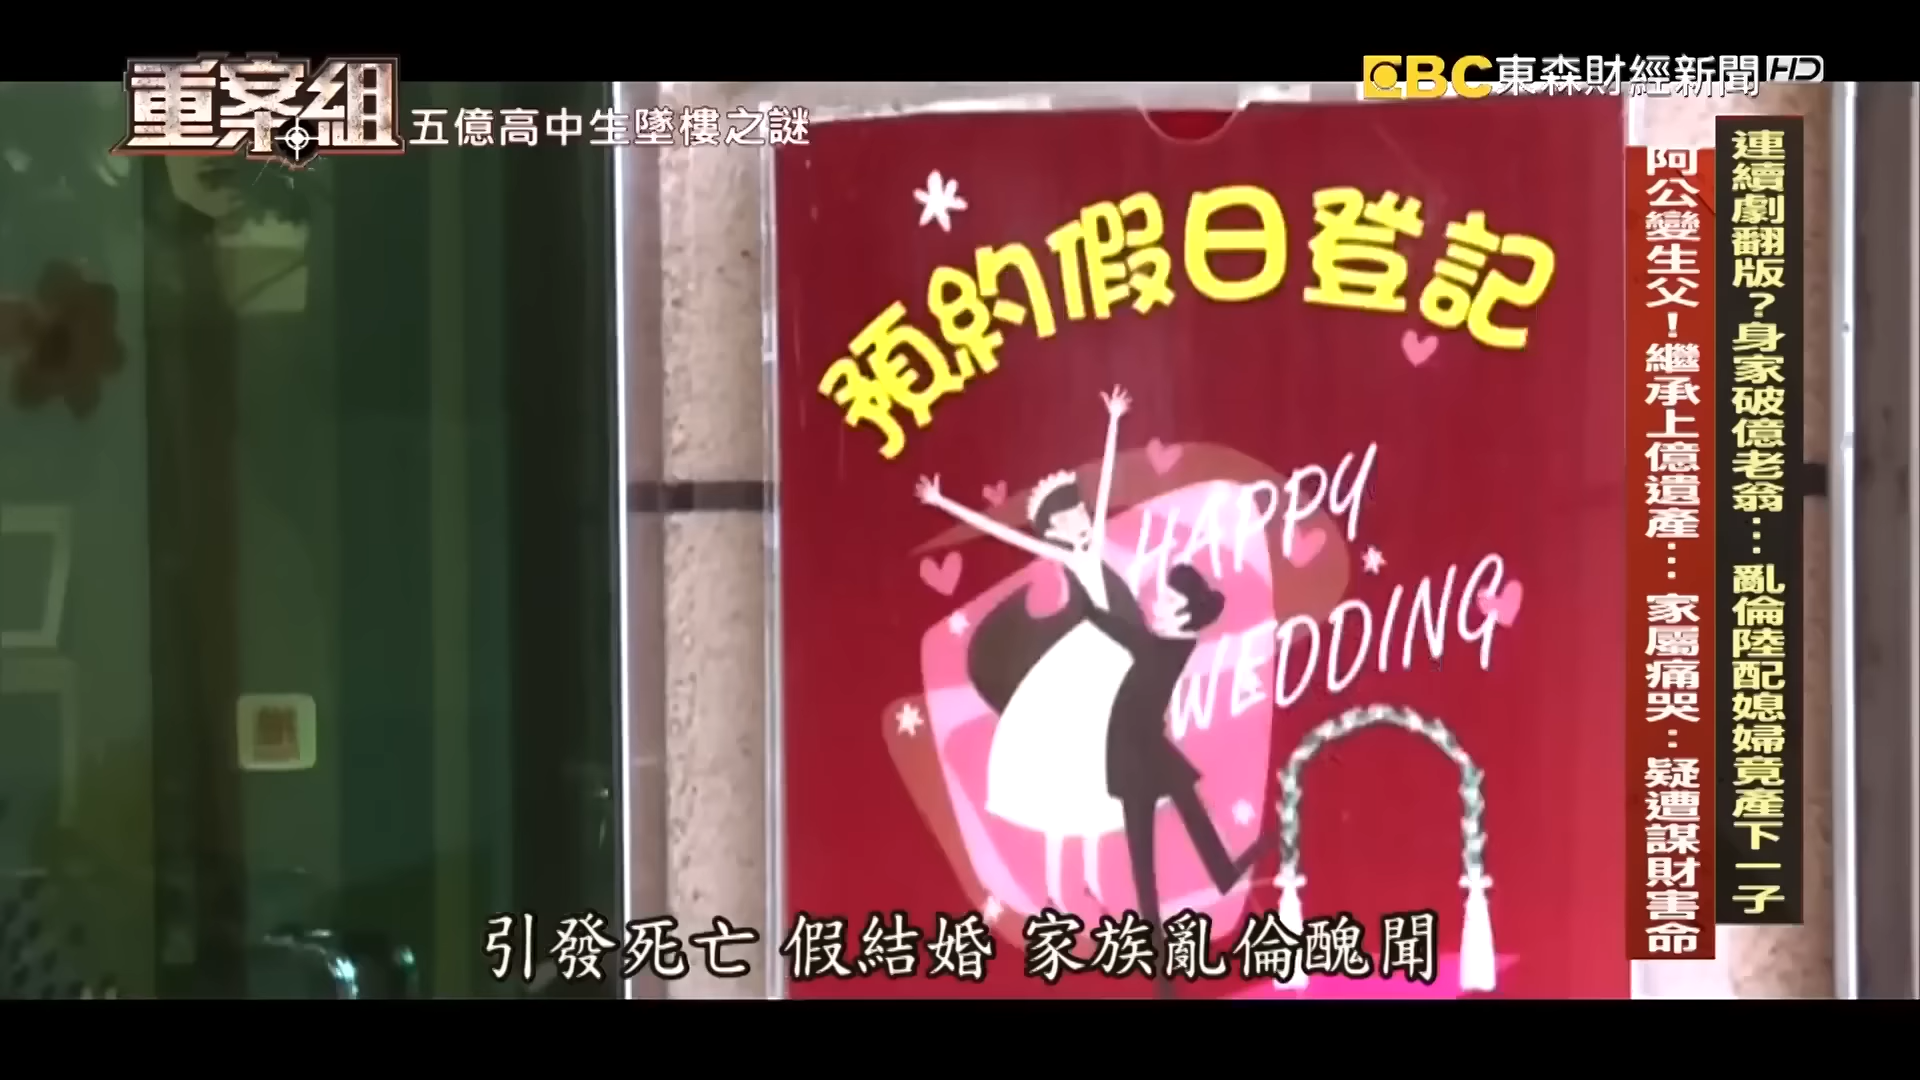 重案組
五億高中生墜樓之謎
EBC東森財經新聞HD
連續劇翻版?身家破億老翁…亂倫陸配媳婦竟產下一子
阿公變生父!繼承上億遺產…家屬痛哭…疑遭謀財害命
預約假日登記
HAPPY
WEDDING
引發死亡 假結婚 家族亂倫醜聞